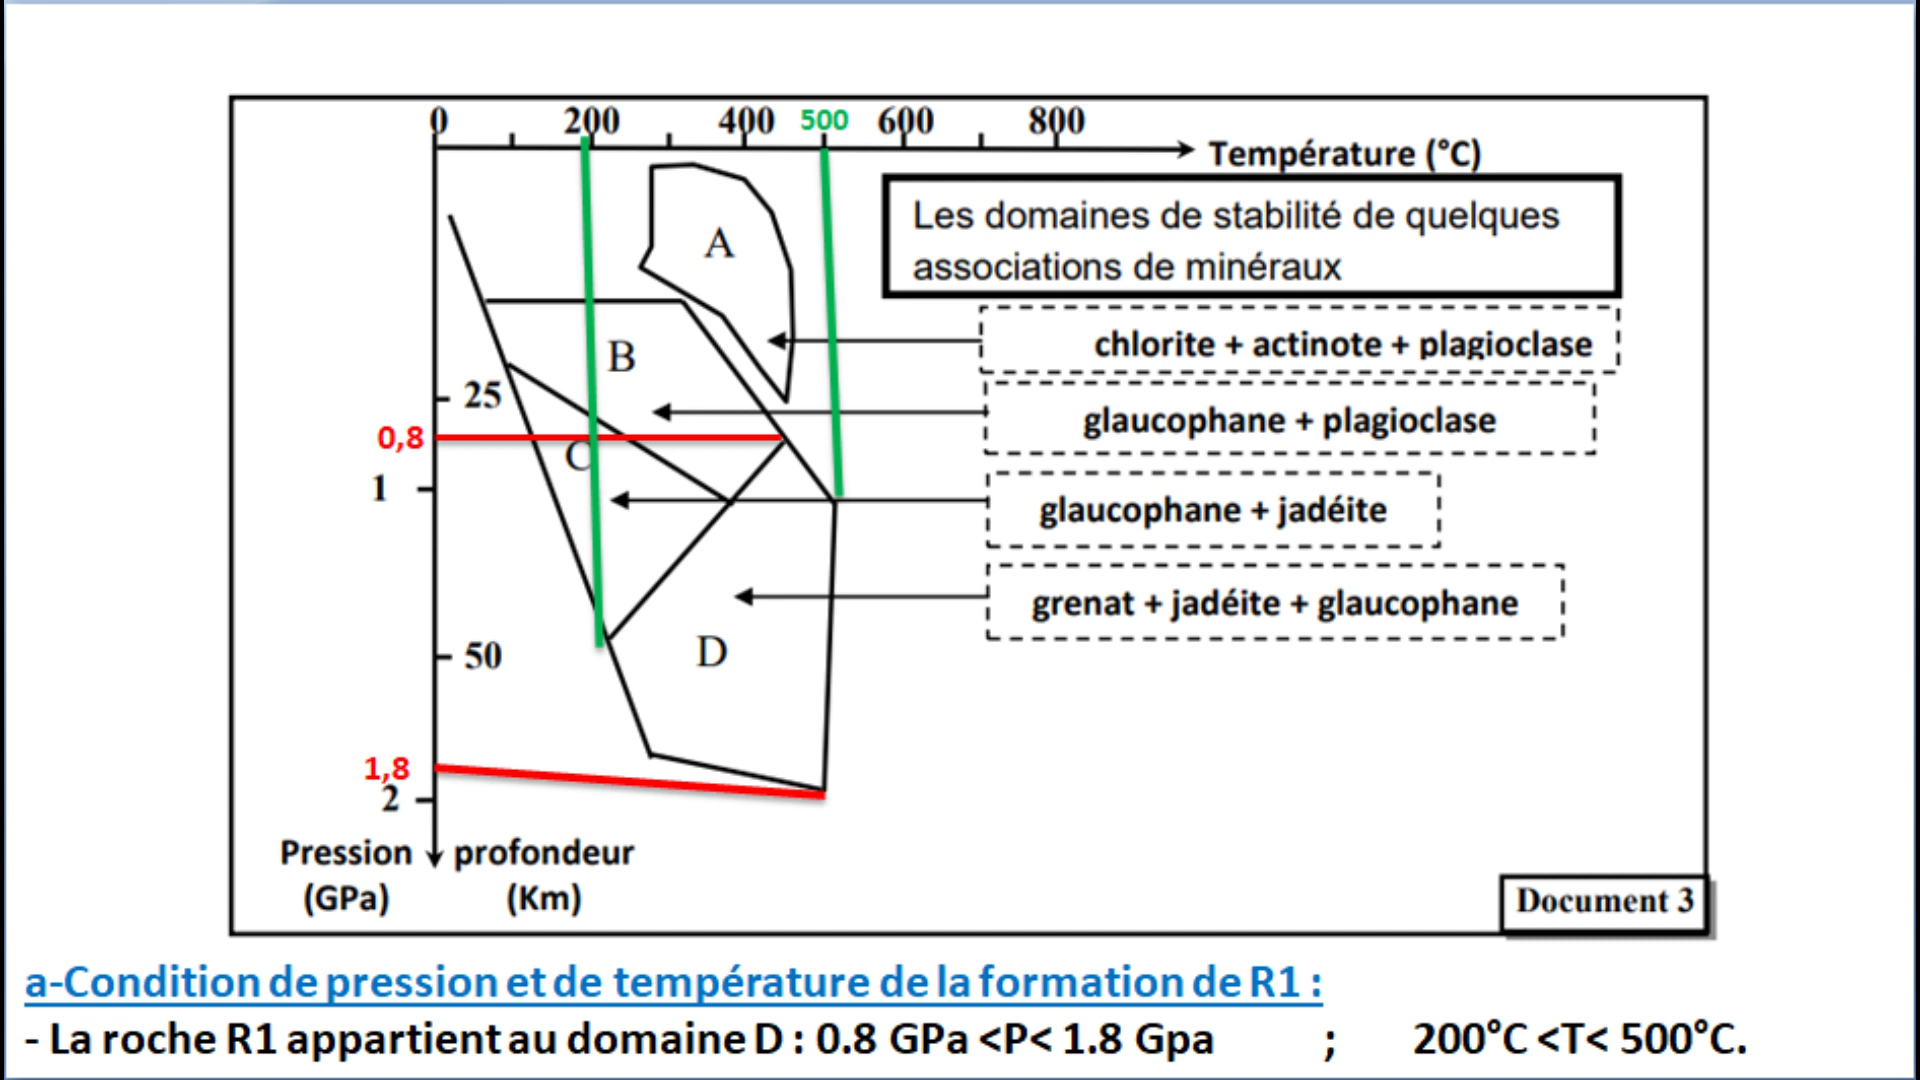 0 200 400 500 600 800
Température (°C)
Les domaines de stabilité de quelques
associations de minéraux
A
chlorite + actinote + plagioclase
B
25
glaucophane + plagioclase
0,8
C
1
glaucophane + jadéite
grenat + jadéite + glaucophane
D
50
1,8
2
Pression profondeur
(GPa) (Km)
Document 3
a-Condition de pression et de température de la formation de R1 :
- La roche R1 appartient au domaine D : 0.8 GPa <P< 1.8 Gpa ; 200°C <T< 500°C.